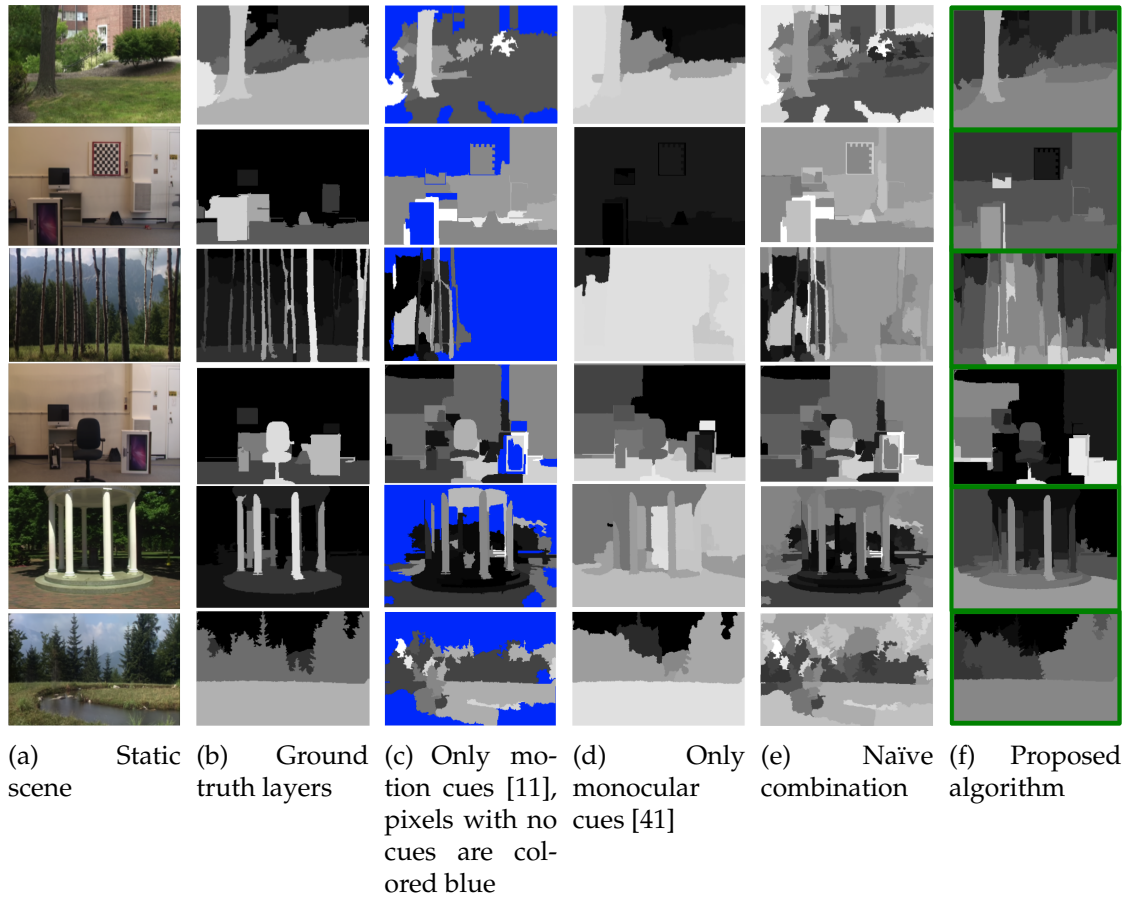 (a) Static
scene
(b) Ground
truth layers
(c) Only mo-
tion cues [11],
pixels with no
cues are col-
ored blue
(d) Only
monocular
cues [41]
(e) Naïve
combination
(f) Proposed
algorithm